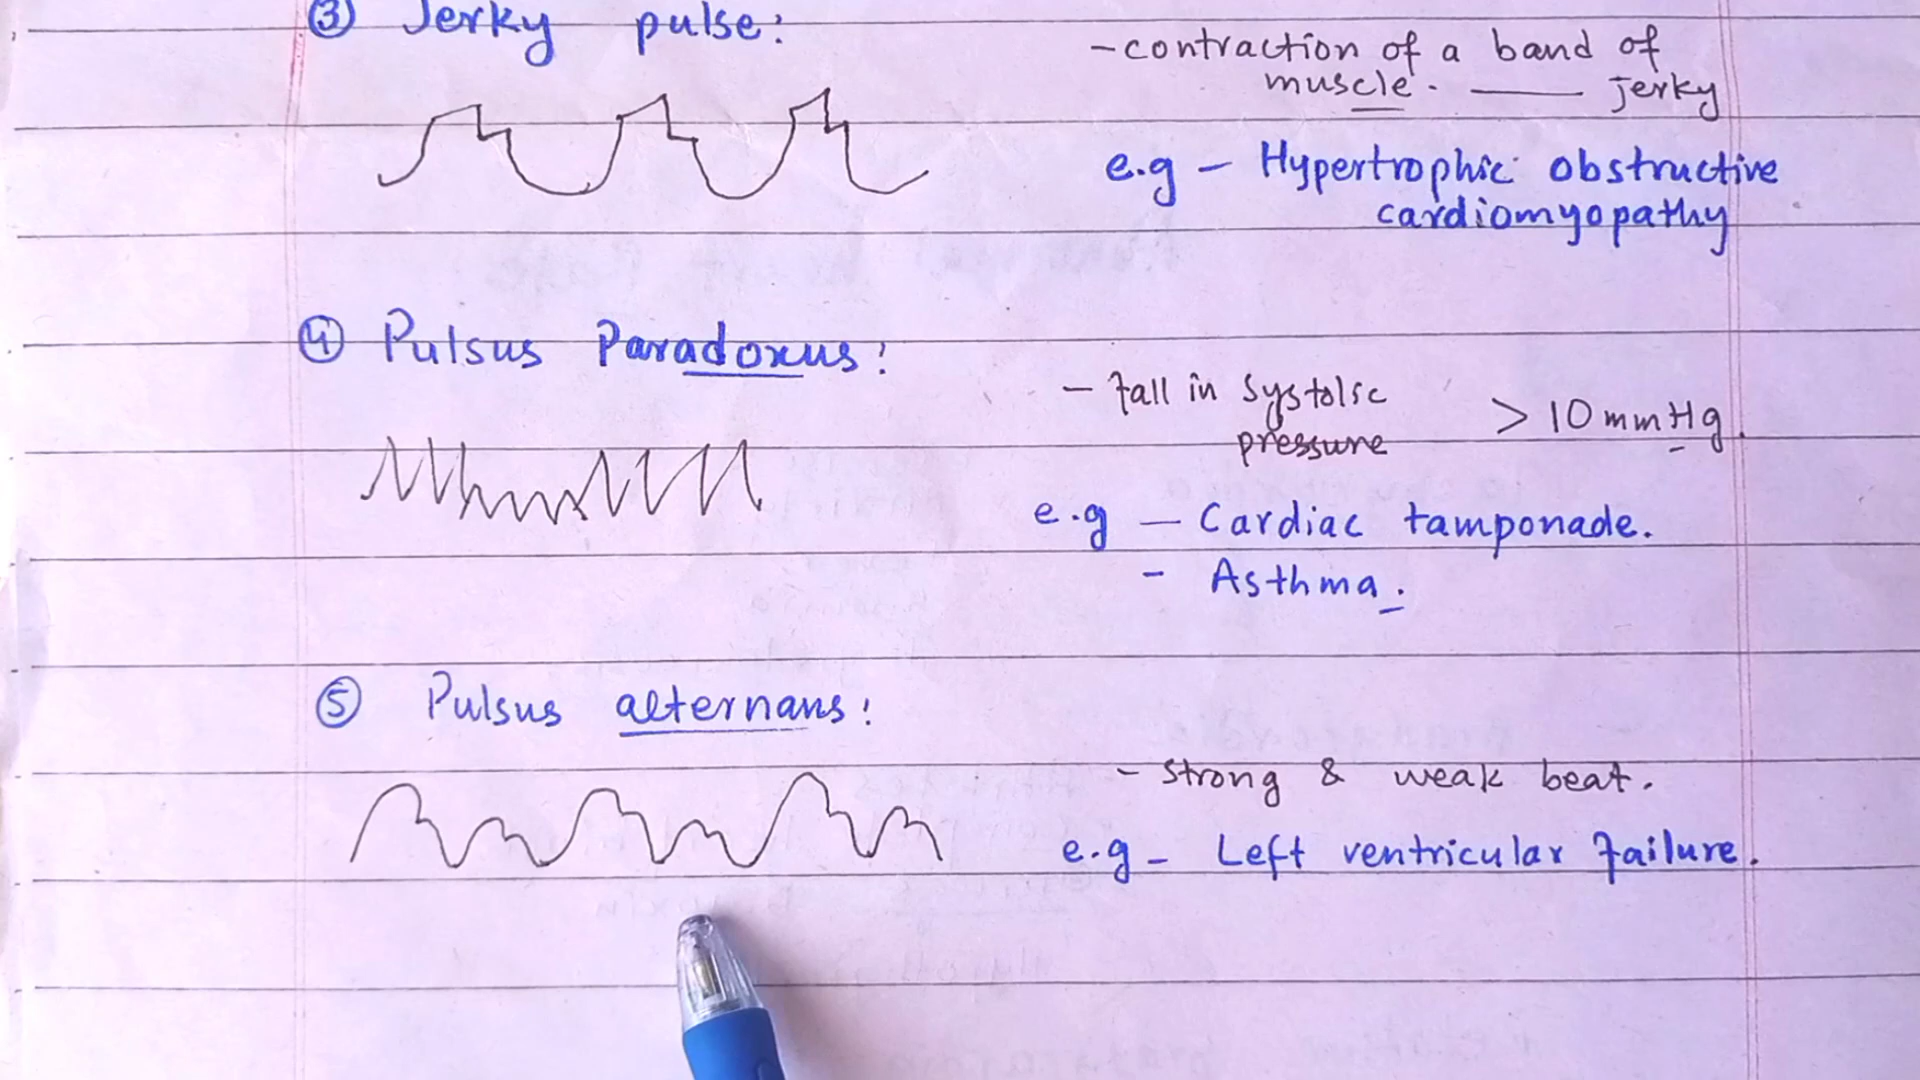 ③ Jerky pulse:
- contraction of a band of
muscle. —— jerky
e.g - Hypertrophic obstructive
cardiomyopathy
④ Pulsus Paradoxus:
- fall in systolic > 10 mmHg.
pressure
e.g - Cardiac tamponade.
- Asthma.
⑤ Pulsus alternans:
- strong & weak beat.
e.g - Left ventricular failure.